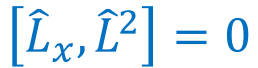 [L̂ₓ, L̂²] = 0